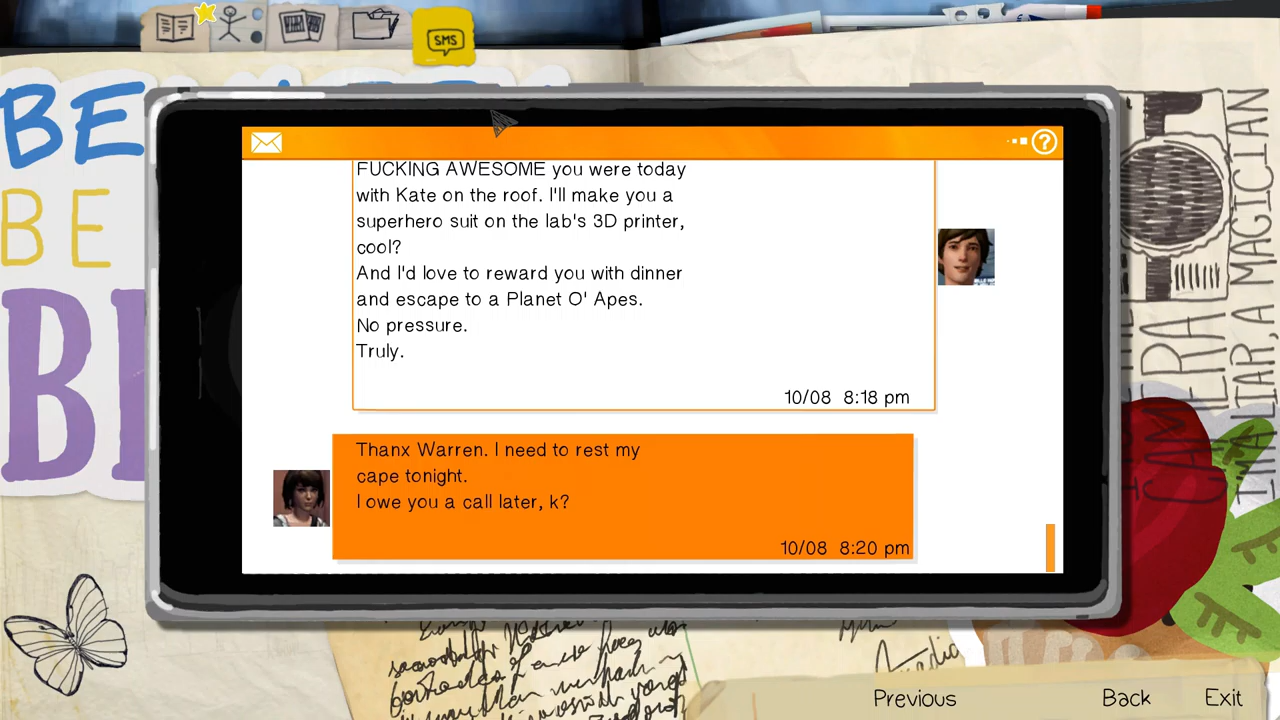 SMS
BE
BE
B
?
FUCKING AWESOME you were today
with Kate on the roof. I'll make you a
superhero suit on the lab's 3D printer,
cool?
And I'd love to reward you with dinner
and escape to a Planet O' Apes.
No pressure.
Truly.
10/08 8:18 pm
Thanx Warren. I need to rest my
cape tonight.
I owe you a call later, k?
10/08 8:20 pm
LIAR, A MAGICIAN
Previous
Back
Exit